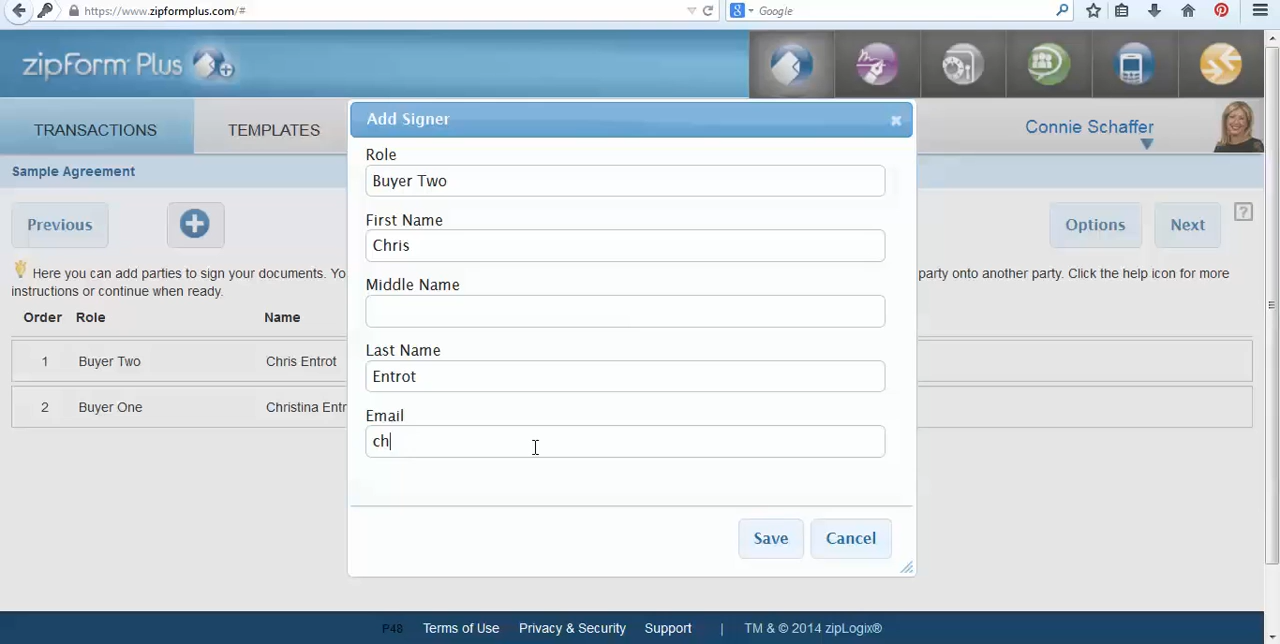 https://www.zipformplus.com/#
Google
zipForm Plus
TRANSACTIONS
TEMPLATES
Connie Schaffer
Sample Agreement
Previous
Options
Next
?
Here you can add parties to sign your documents. Yo
party onto another party. Click the help icon for more
instructions or continue when ready.
Order Role Name
1 Buyer Two Chris Entrot
2 Buyer One Christina Entr
Add Signer
Role
Buyer Two
First Name
Chris
Middle Name
Last Name
Entrot
Email
ch
Save
Cancel
P48 Terms of Use Privacy & Security Support | TM & © 2014 zipLogix®